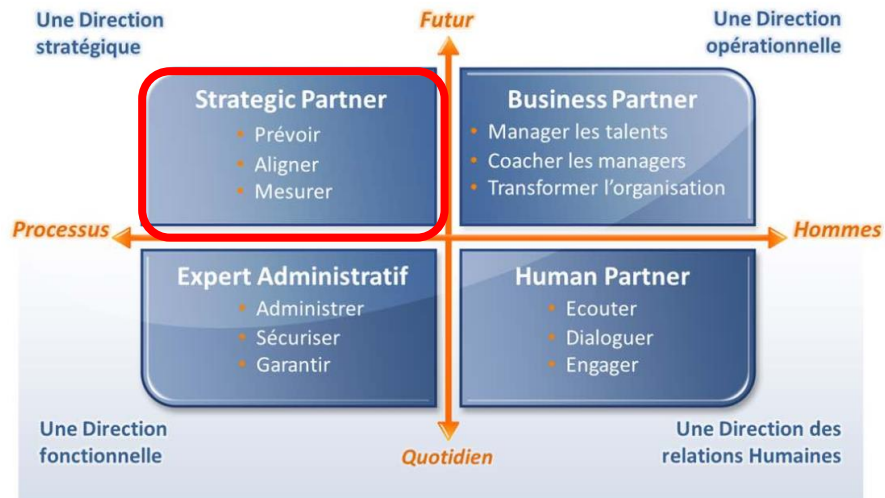 Une Direction
stratégique
Futur
Une Direction
opérationnelle
Strategic Partner
• Prévoir
• Aligner
• Mesurer
Business Partner
• Manager les talents
• Coacher les managers
• Transformer l'organisation
Processus
Hommes
Expert Administratif
• Administrer
• Sécuriser
• Garantir
Human Partner
• Ecouter
• Dialoguer
• Engager
Une Direction
fonctionnelle
Quotidien
Une Direction des
relations Humaines